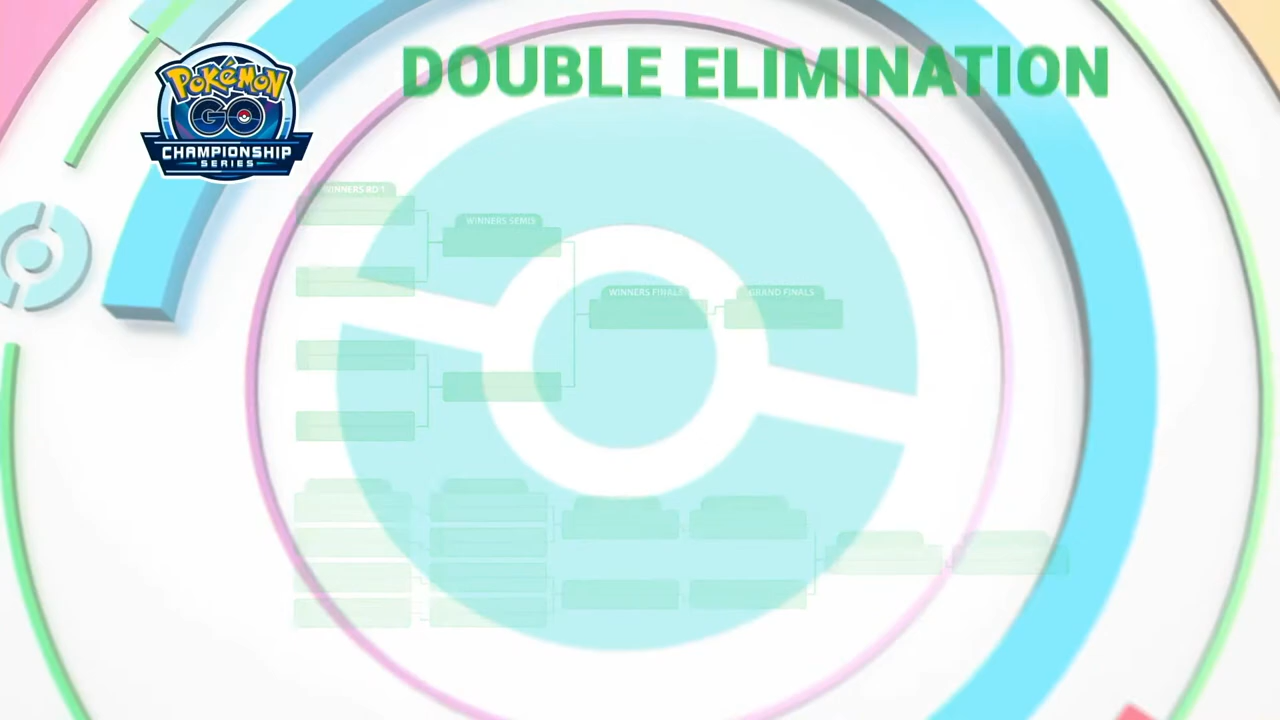 DOUBLE ELIMINATION
Pokémon
GO
CHAMPIONSHIP
SERIES
WINNERS RD 1
WINNERS SEMIS
WINNERS FINALS
GRAND FINALS